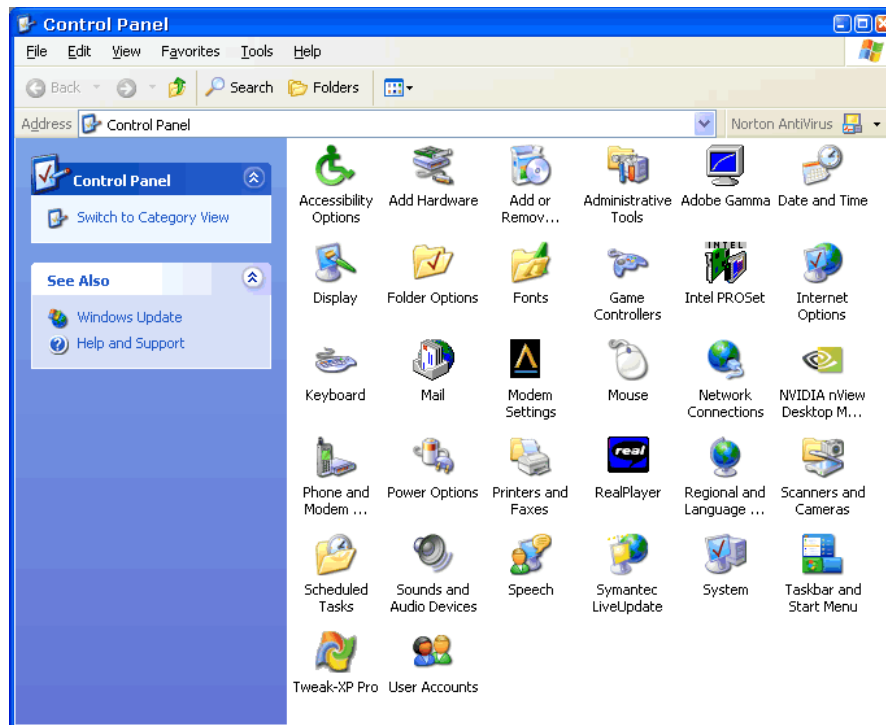 Control Panel
File Edit View Favorites Tools Help
Back Search Folders
Address Control Panel Norton AntiVirus
Control Panel
Switch to Category View
See Also
Windows Update
Help and Support
Accessibility Options
Add Hardware
Add or Remov...
Administrative Tools
Adobe Gamma
Date and Time
Display
Folder Options
Fonts
Game Controllers
INTEL
Intel PROSet
Internet Options
Keyboard
Mail
Modem Settings
Mouse
Network Connections
NVIDIA nView Desktop M...
Phone and Modem ...
Power Options
Printers and Faxes
real
RealPlayer
Regional and Language ...
Scanners and Cameras
Scheduled Tasks
Sounds and Audio Devices
Speech
Symantec LiveUpdate
System
Taskbar and Start Menu
Tweak-XP Pro
User Accounts